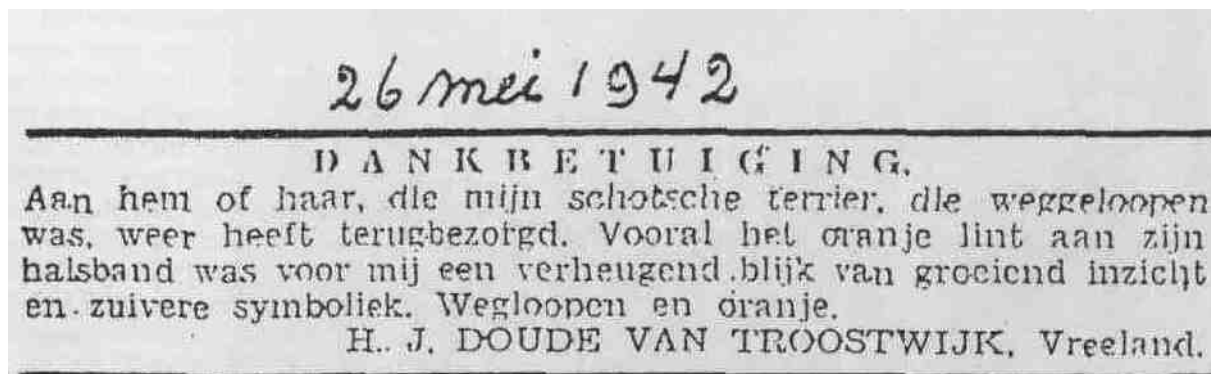 26 mei 1942
DANKBETUIGING.
Aan hem of haar, die mijn schotsche terrier, die weggeloopen
was, weer heeft terugbezorgd. Vooral het oranje lint aan zijn
halsband was voor mij een verheugend blijk van groeiend inzicht
en zuivere symboliek. Wegloopen en oranje.
H. J. DOUDE VAN TROOSTWIJK, Vreeland.